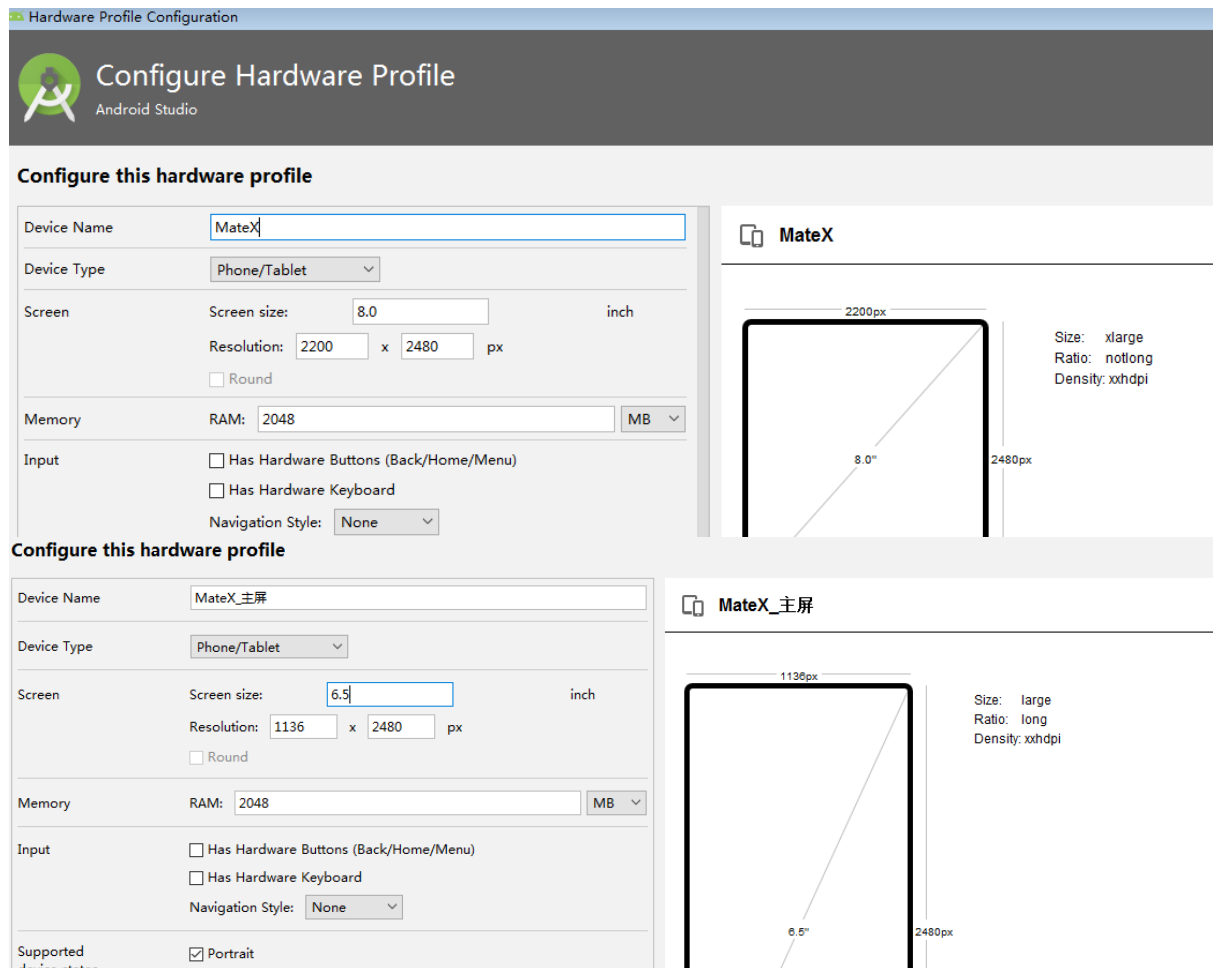 Hardware Profile Configuration
Configure Hardware Profile
Android Studio
Configure this hardware profile
Device Name MateX
Device Type Phone/Tablet
Screen Screen size: 8.0 inch
Resolution: 2200 x 2480 px
Round
Memory RAM: 2048 MB
Input Has Hardware Buttons (Back/Home/Menu)
Has Hardware Keyboard
Navigation Style: None
MateX
2200px
Size: xlarge
Ratio: notlong
Density: xxhdpi
8.0"
2480px
Configure this hardware profile
Device Name MateX_主屏
Device Type Phone/Tablet
Screen Screen size: 6.5 inch
Resolution: 1136 x 2480 px
Round
Memory RAM: 2048 MB
Input Has Hardware Buttons (Back/Home/Menu)
Has Hardware Keyboard
Navigation Style: None
Supported Portrait
MateX_主屏
1136px
Size: large
Ratio: long
Density: xxhdpi
6.5"
2480px